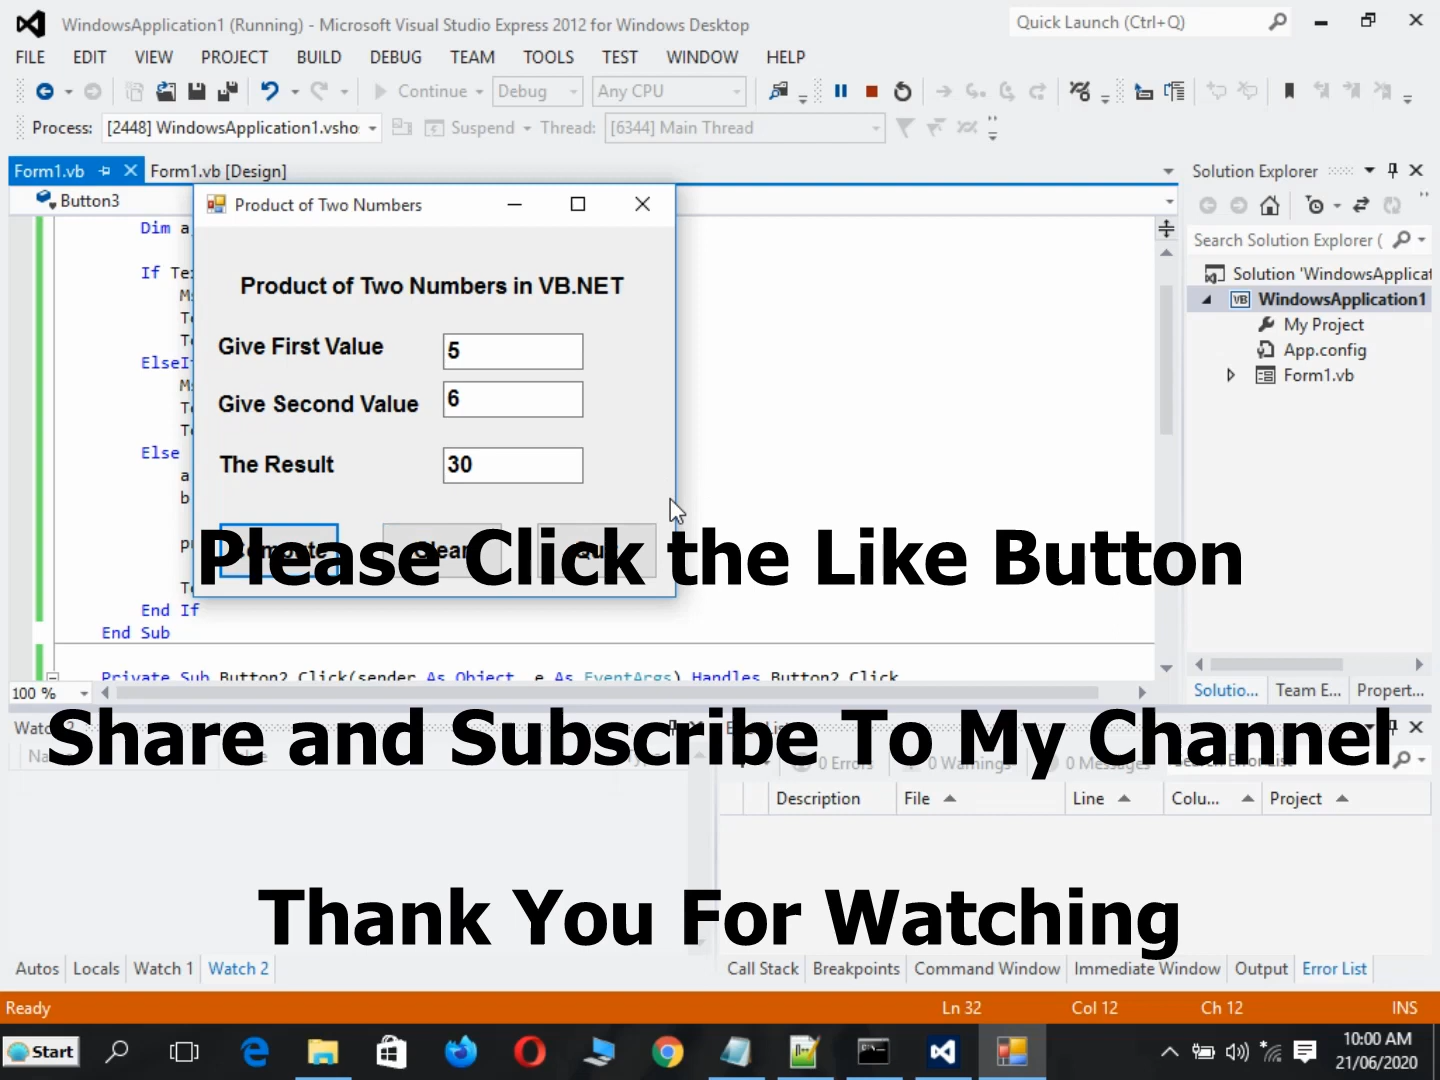 WindowsApplication1 (Running) - Microsoft Visual Studio Express 2012 for Windows Desktop
Quick Launch (Ctrl+Q)
FILE EDIT VIEW PROJECT BUILD DEBUG TEAM TOOLS TEST WINDOW HELP
Continue Debug Any CPU
Process: [2448] WindowsApplication1.vsho Suspend Thread: [6344] Main Thread
Form1.vb Form1.vb [Design]
Solution Explorer
Button3
Product of Two Numbers
Search Solution Explorer (
Dim a
If Te
Else
End If
End Sub
Private Sub Button2_Click(sender As Object, e As EventArgs) Handles Button2.Click
Product of Two Numbers in VB.NET
Give First Value 5
Give Second Value 6
The Result 30
Solution 'WindowsApplicat
VB WindowsApplication1
My Project
App.config
Form1.vb
Please Click the Like Button
100 %
Solutio... Team E... Propert...
Share and Subscribe To My Channel
0 Errors 0 Warnings
Description File Line Colu... Project
Thank You For Watching
Autos Locals Watch 1 Watch 2
Call Stack Breakpoints Command Window Immediate Window Output Error List
Ready Ln 32 Col 12 Ch 12 INS
Start
10:00 AM
21/06/2020